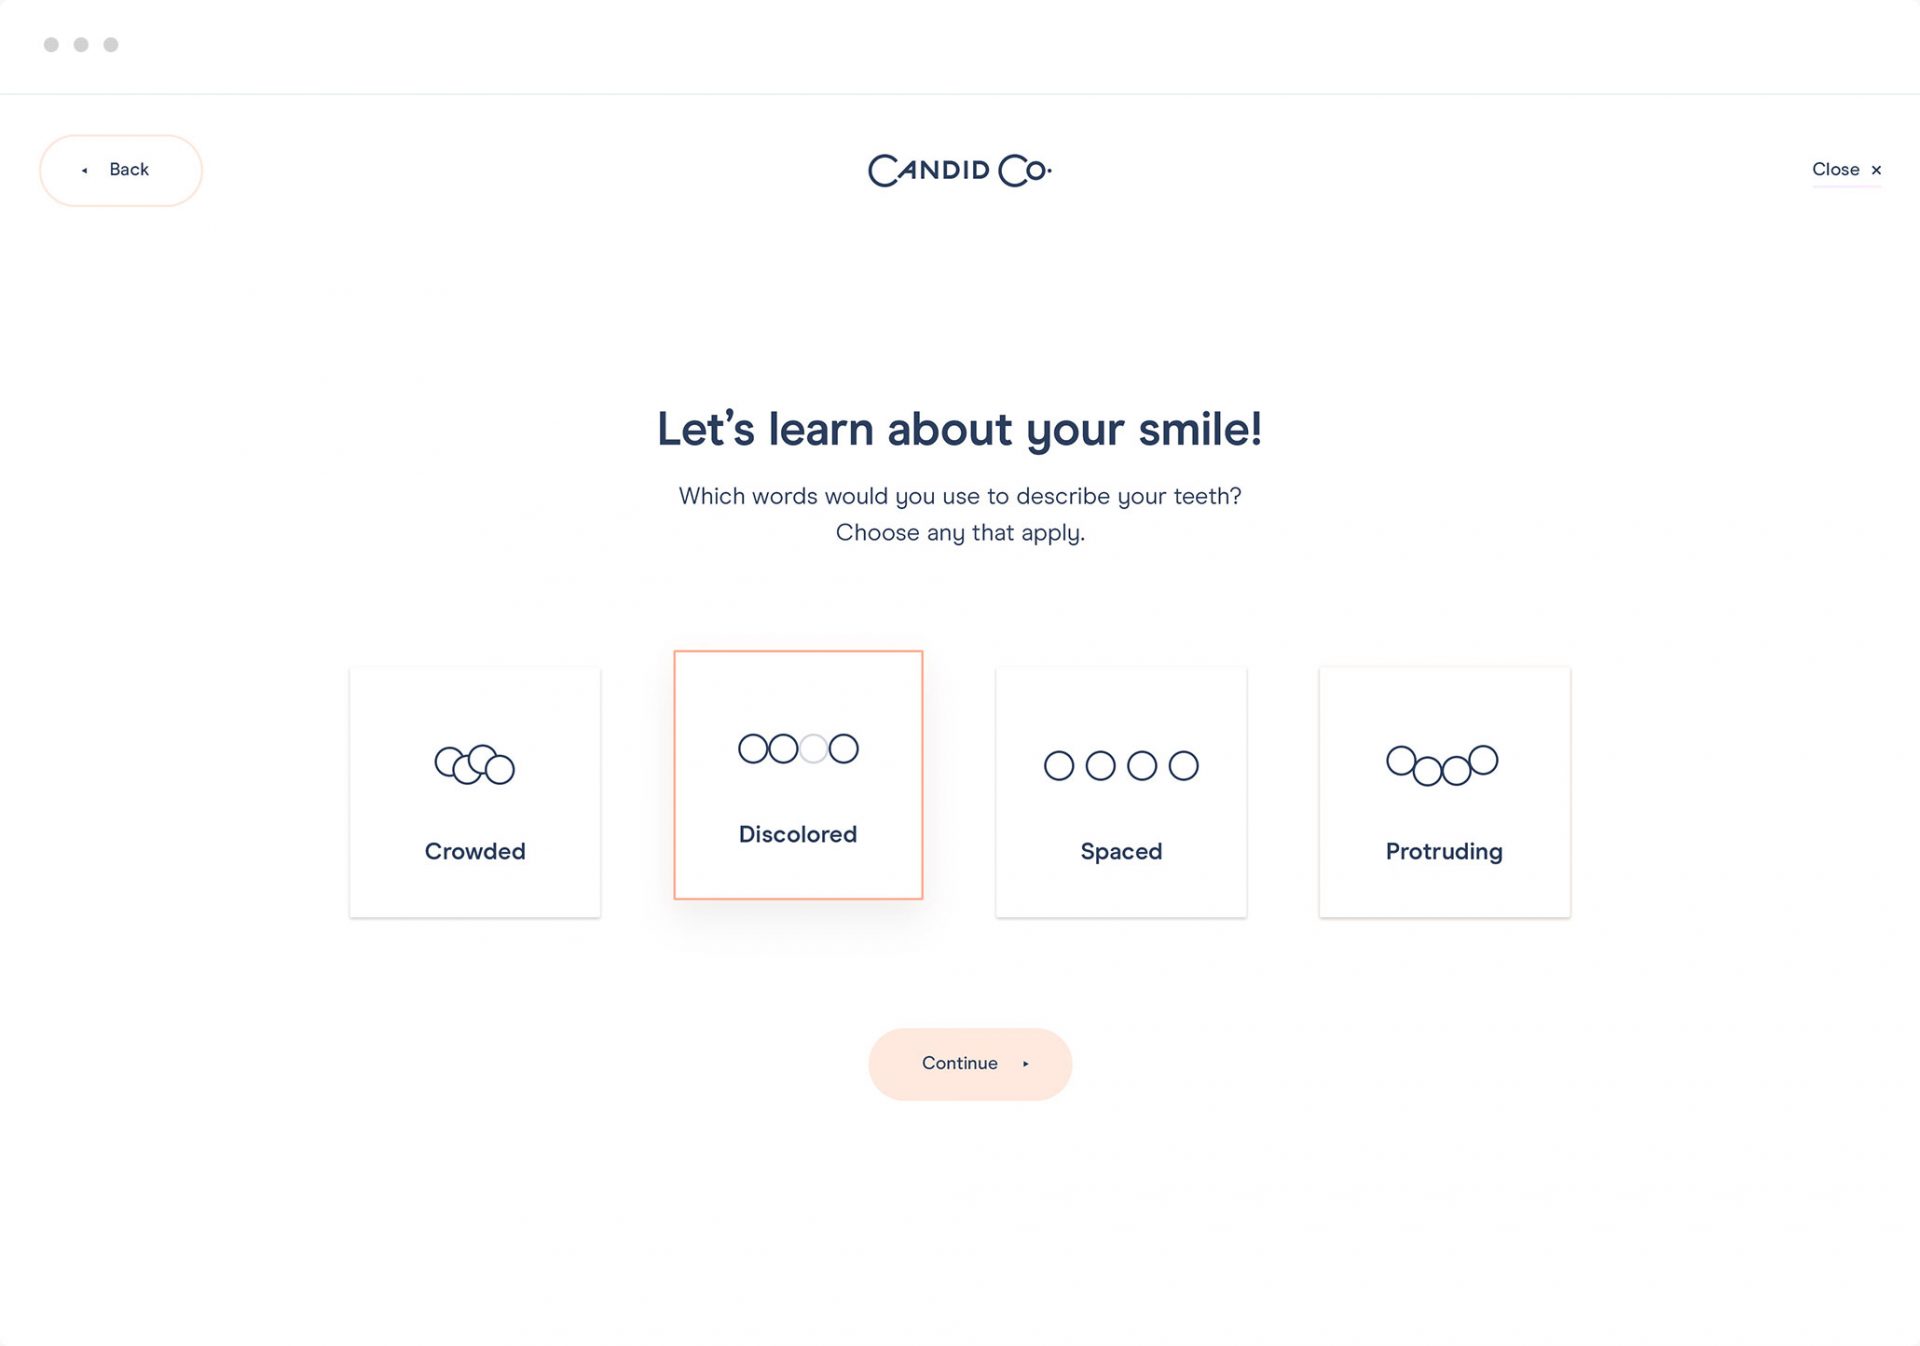 Back
CANDID CO.
Close ×
Let’s learn about your smile!
Which words would you use to describe your teeth?
Choose any that apply.
Crowded
Discolored
Spaced
Protruding
Continue